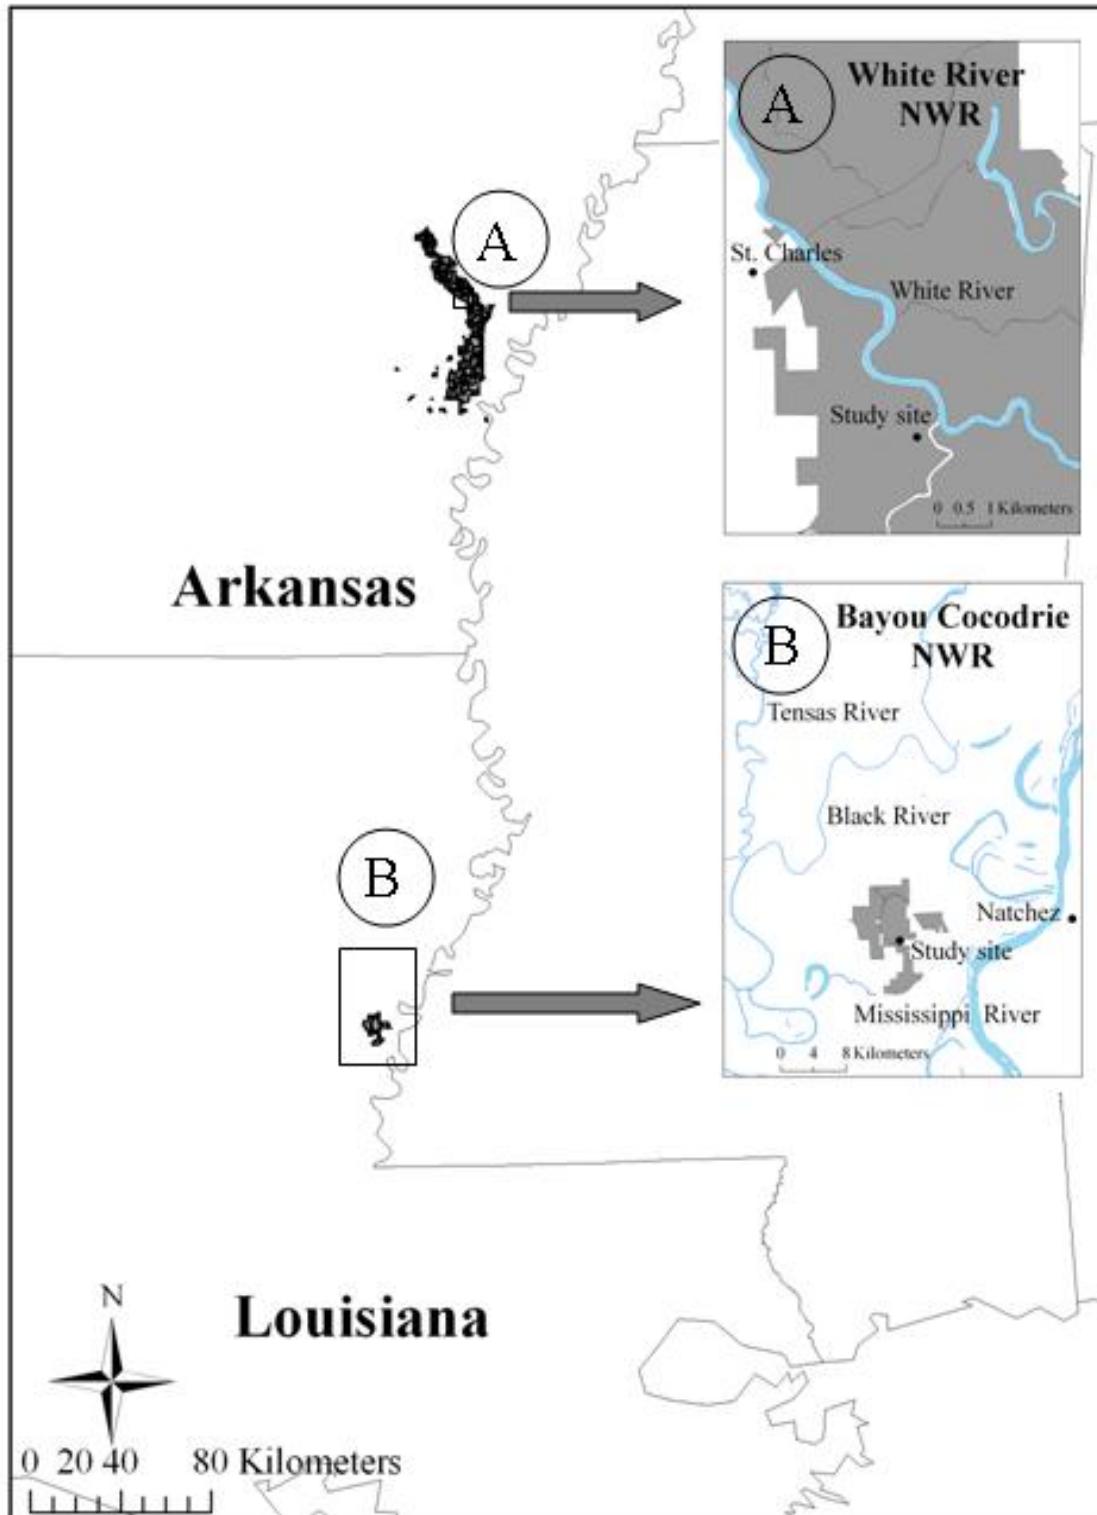 A
White River
NWR
A
St. Charles
White River
Study site
0 0.5 1 Kilometers
Arkansas
B
Bayou Cocodrie
NWR
Tensas River
Black River
B
Natchez
Study site
Mississippi River
0 4 8 Kilometers
N
Louisiana
0 20 40 80 Kilometers